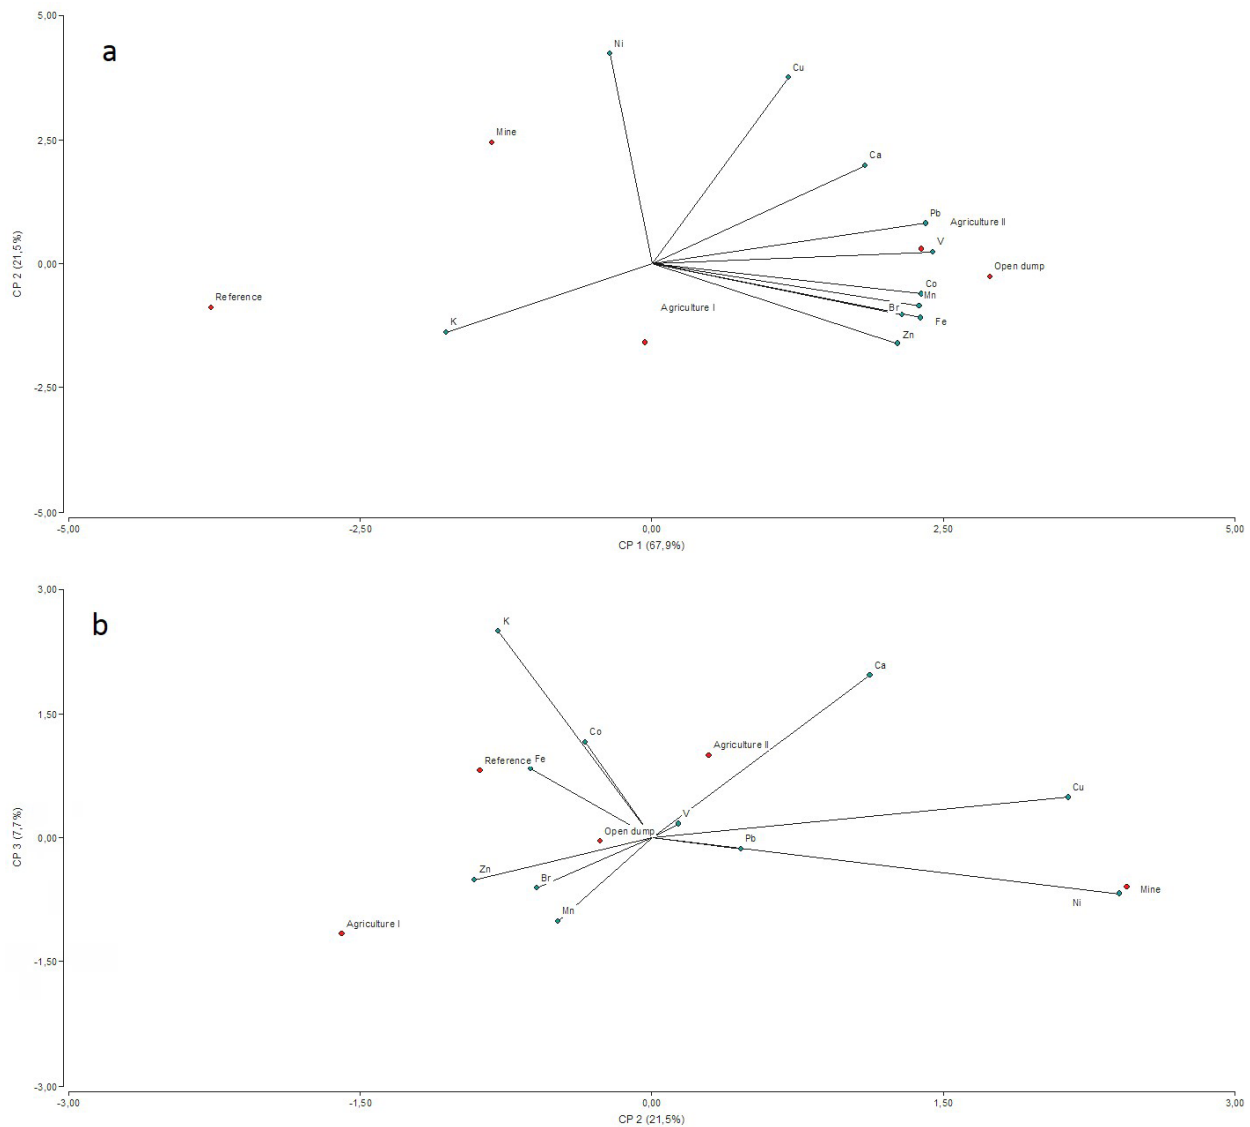 5,00
a
Ni
Cu
2,50
Mine
Ca
Pb
Agriculture II
V
CP 2 (21,5%)
0,00
Open dump
Reference
Co
Mn
Agriculture I
Br
K
Fe
Zn
-2,50
-5,00
-5,00
-2,50
0,00
2,50
5,00
CP 1 (67,9%)
3,00
b
K
Ca
1,50
Co
Agriculture II
Reference
Fe
Cu
V
CP 3 (7,7%)
0,00
Open dump
Pb
Zn
Br
Mine
Ni
Mn
Agriculture I
-1,50
-3,00
-3,00
-1,50
0,00
1,50
3,00
CP 2 (21,5%)